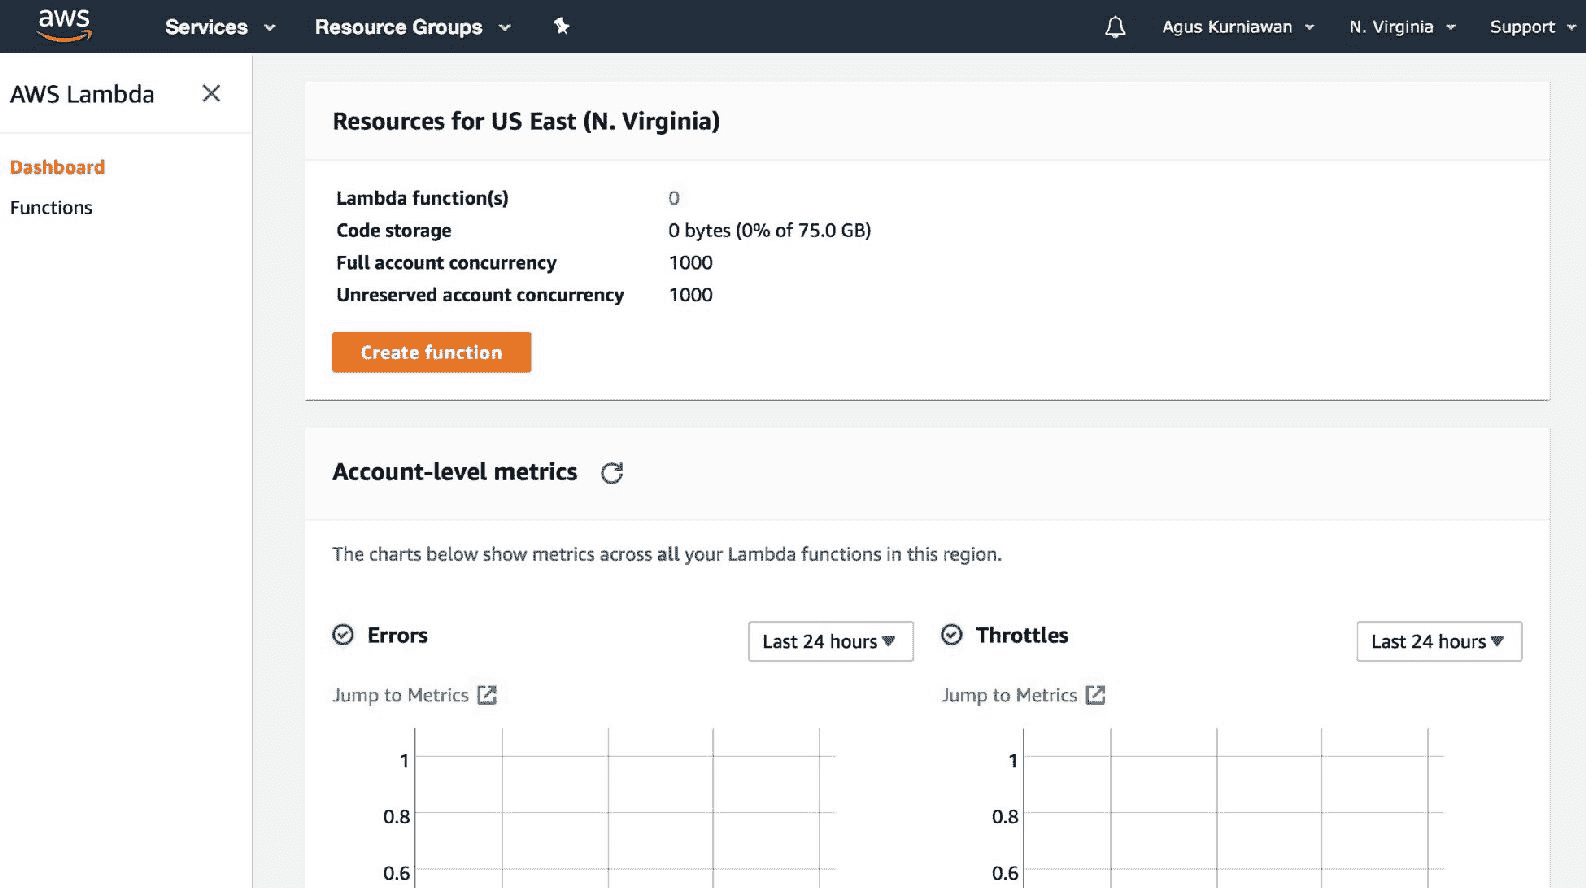 aws Services Resource Groups Agus Kurniawan N. Virginia Support
AWS Lambda
Dashboard
Functions
Resources for US East (N. Virginia)
Lambda function(s) 0
Code storage 0 bytes (0% of 75.0 GB)
Full account concurrency 1000
Unreserved account concurrency 1000
Create function
Account-level metrics
The charts below show metrics across all your Lambda functions in this region.
Errors Last 24 hours
Jump to Metrics
1
0.8
0.6
Throttles Last 24 hours
Jump to Metrics
1
0.8
0.6